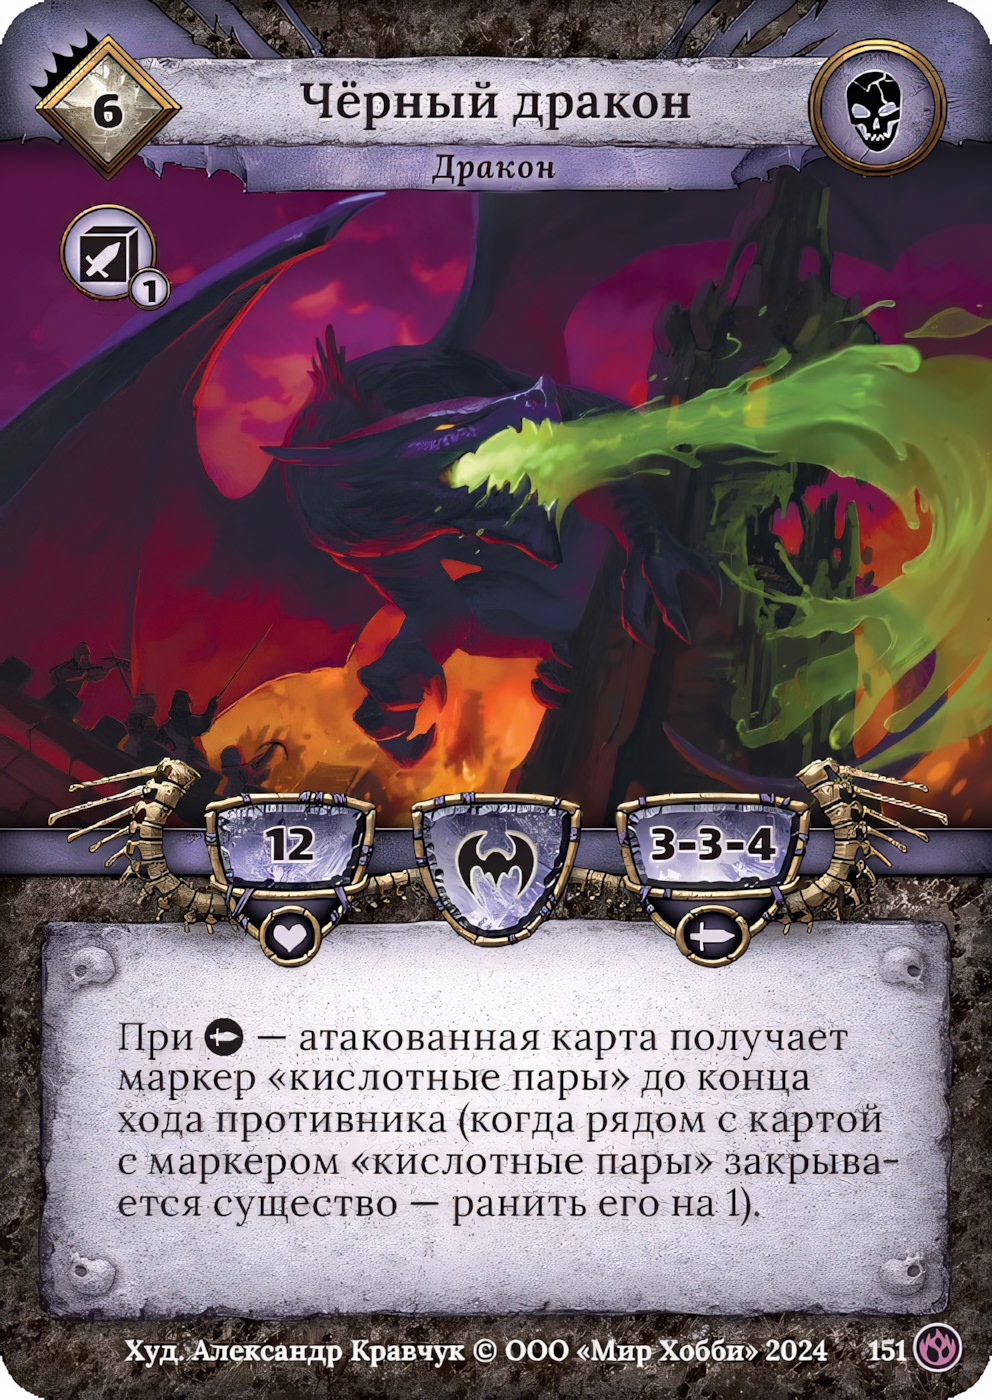 6
Чёрный дракон
Дракон
1
12
3-3-4
При — атакованная карта получает
маркер «кислотные пары» до конца
хода противника (когда рядом с картой
с маркером «кислотные пары» закрыва-
ется существо — ранить его на 1).
Худ. Александр Кравчук © ООО «Мир Хобби» 2024 151